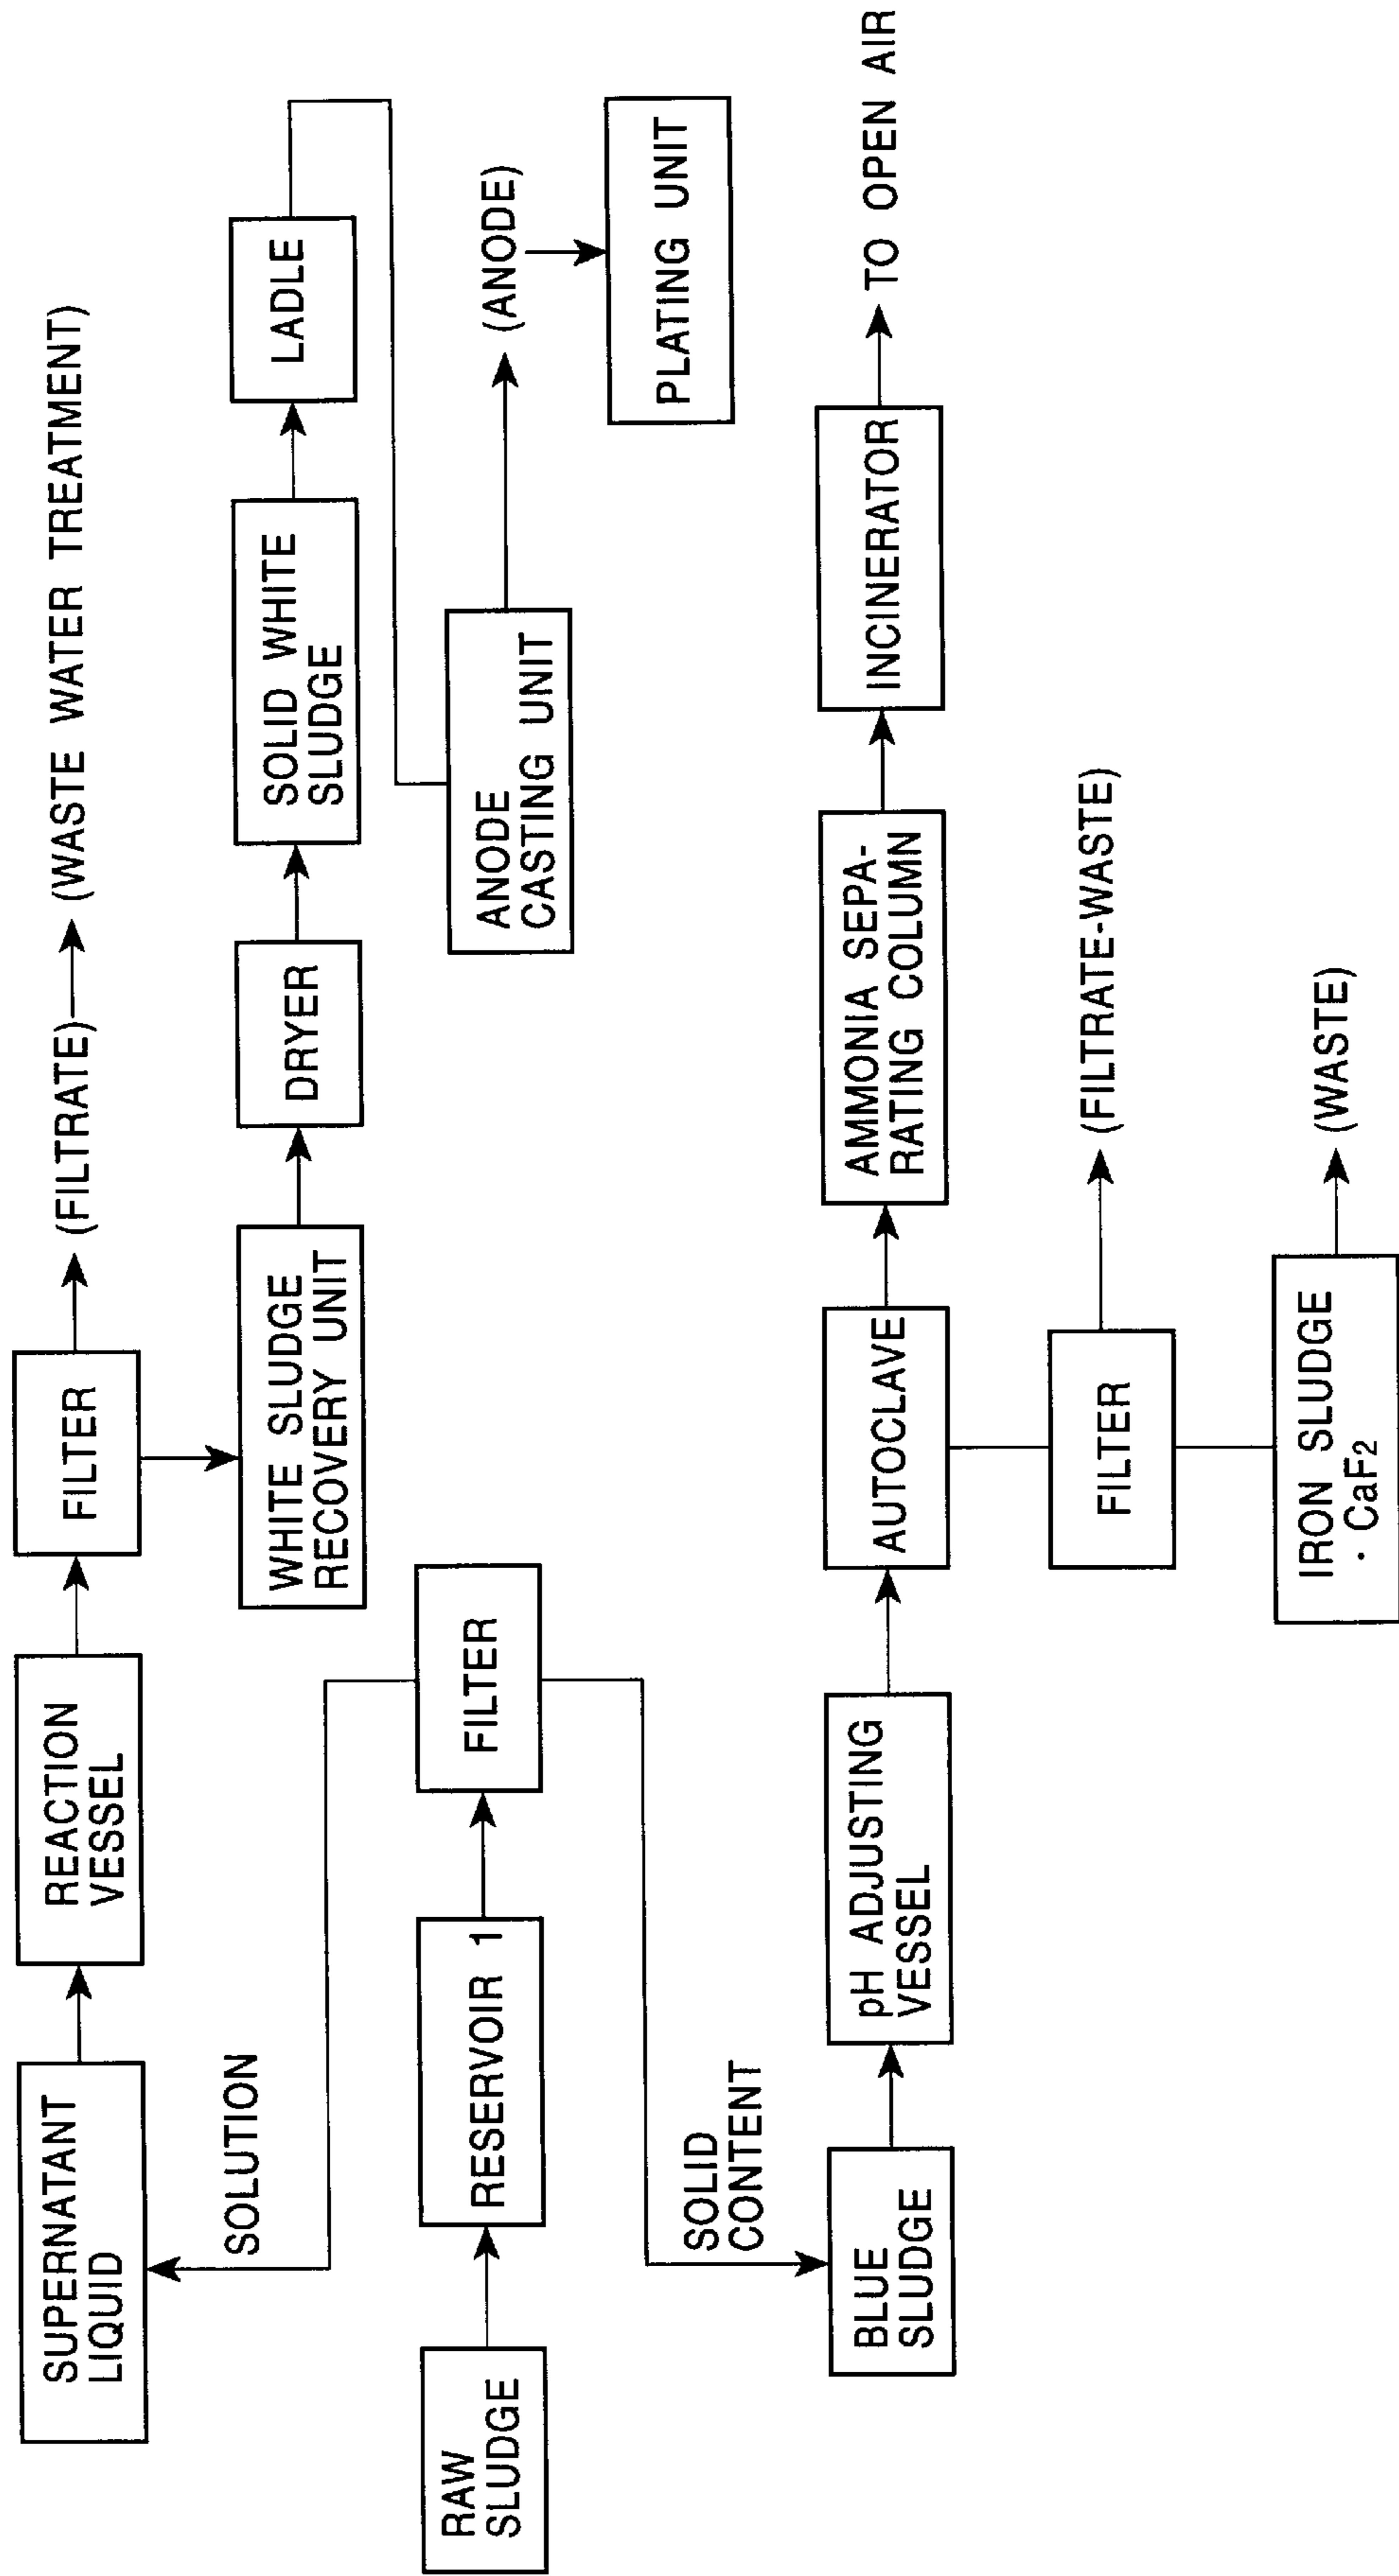 SUPERNATANT
LIQUID
REACTION
VESSEL
FILTER
(FILTRATE)
(WASTE WATER TREATMENT)
WHITE SLUDGE
RECOVERY UNIT
DRYER
SOLID WHITE
SLUDGE
LADLE
SOLUTION
RAW
SLUDGE
RESERVOIR 1
FILTER
ANODE
CASTING UNIT
(ANODE)
PLATING UNIT
SOLID
CONTENT
BLUE
SLUDGE
pH ADJUSTING
VESSEL
AUTOCLAVE
AMMONIA SEPA-
RATING COLUMN
INCINERATOR
TO OPEN AIR
FILTER
(FILTRATE-WASTE)
IRON SLUDGE
· CaF2
(WASTE)